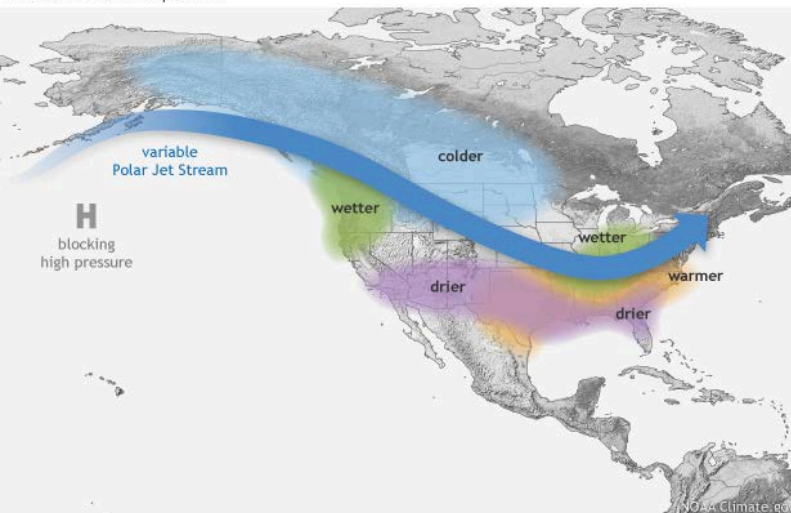 variable
Polar Jet Stream
H
blocking
high pressure
colder
wetter
wetter
warmer
drier
drier
NOAA Climate.gov